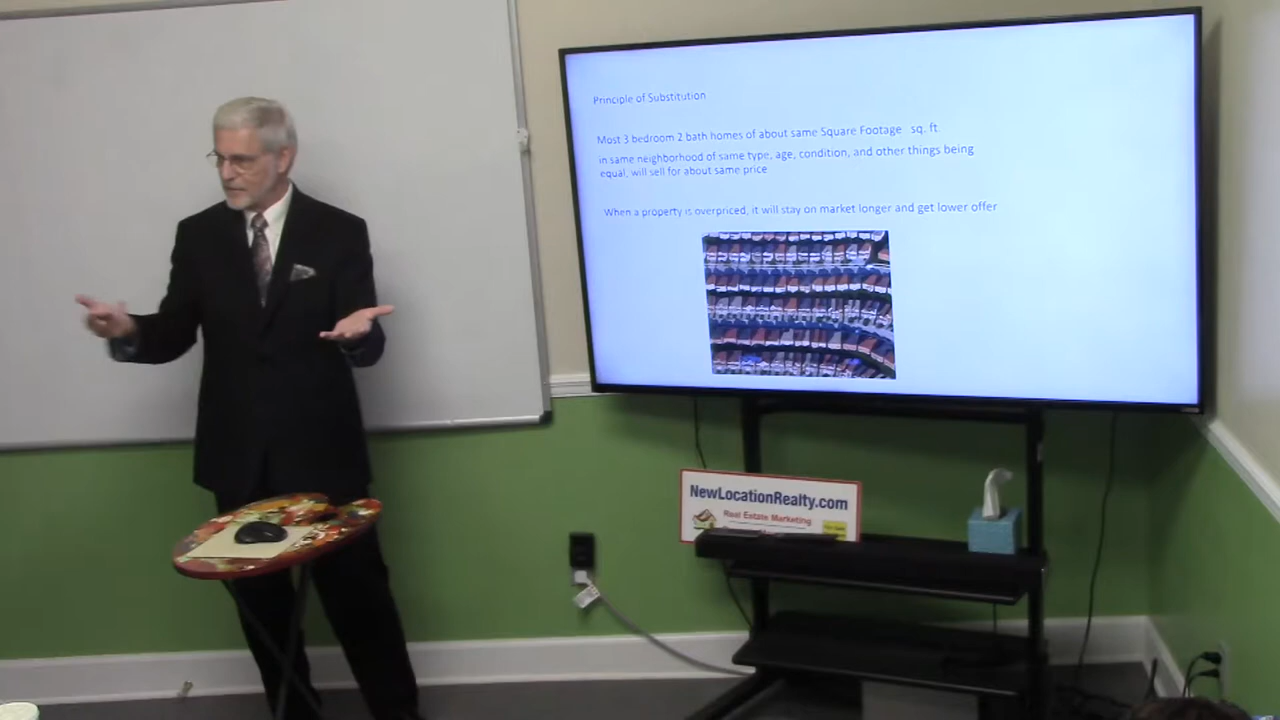 Principle of Substitution
Most 3 bedroom 2 bath homes of about same Square Footage sq. ft.
in same neighborhood of same type, age, condition, and other things being
equal, will sell for about same price
When a property is overpriced, it will stay on market longer and get lower offer
NewLocationRealty.com
Real Estate Marketing